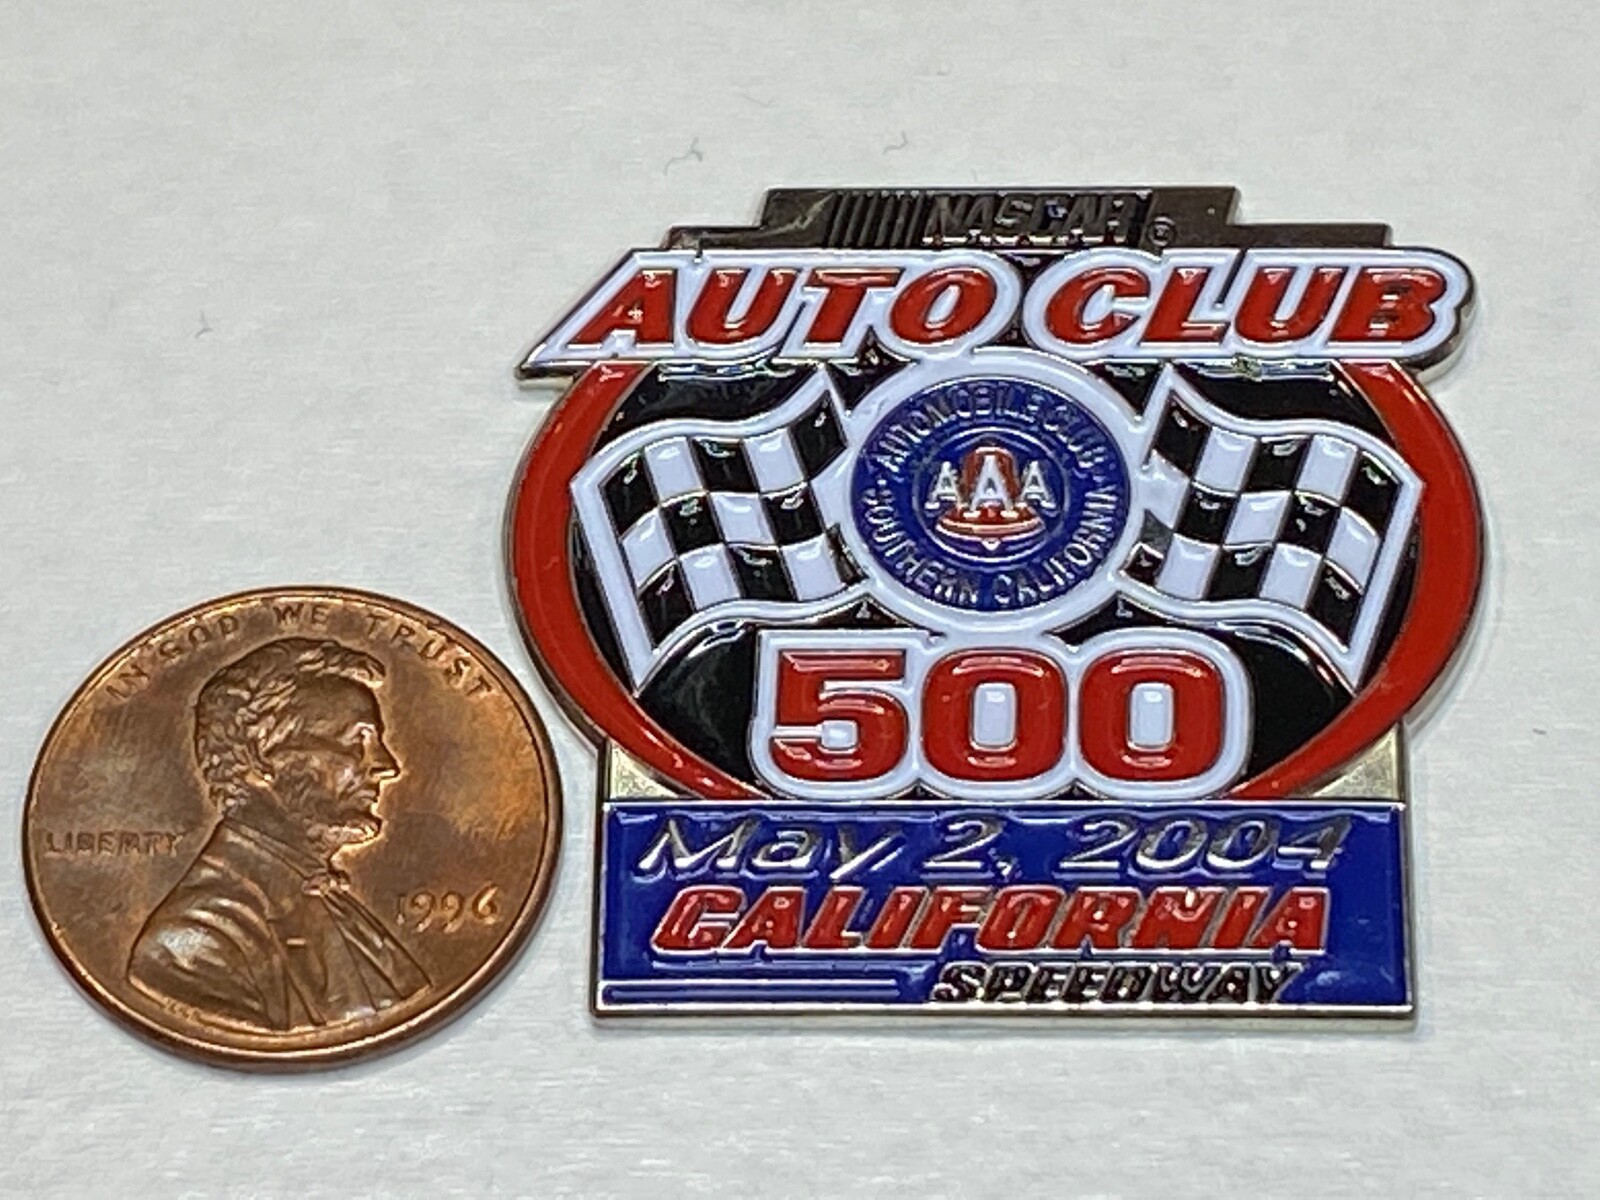 NASCAR®
AUTO CLUB
AUTOMOBILE CLUB
AAA
SOUTHERN CALIFORNIA
500
May 2, 2004
CALIFORNIA
SPEEDWAY
IN GOD WE TRUST
LIBERTY
1996